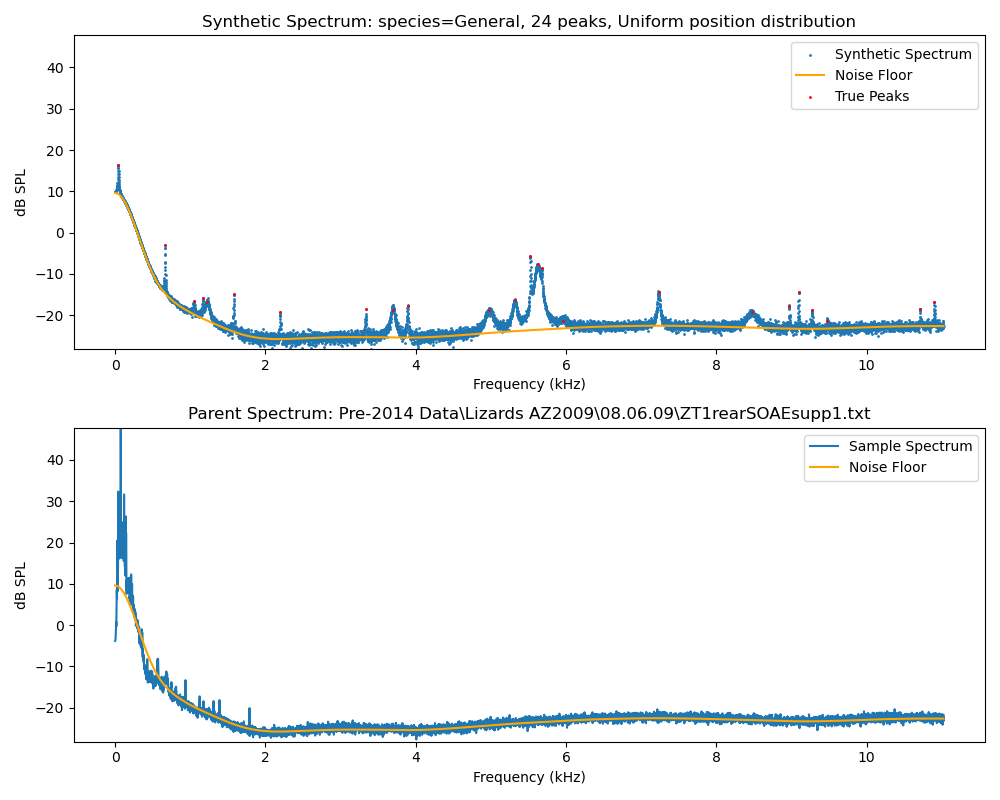 Synthetic Spectrum: species=General, 24 peaks, Uniform position distribution
dB SPL
40
30
20
10
0
−10
−20
Synthetic Spectrum
Noise Floor
True Peaks
0 2 4 6 8 10
Frequency (kHz)
Parent Spectrum: Pre-2014 Data\Lizards AZ2009\08.06.09\ZT1rearSOAEsupp1.txt
dB SPL
40
30
20
10
0
−10
−20
Sample Spectrum
Noise Floor
0 2 4 6 8 10
Frequency (kHz)